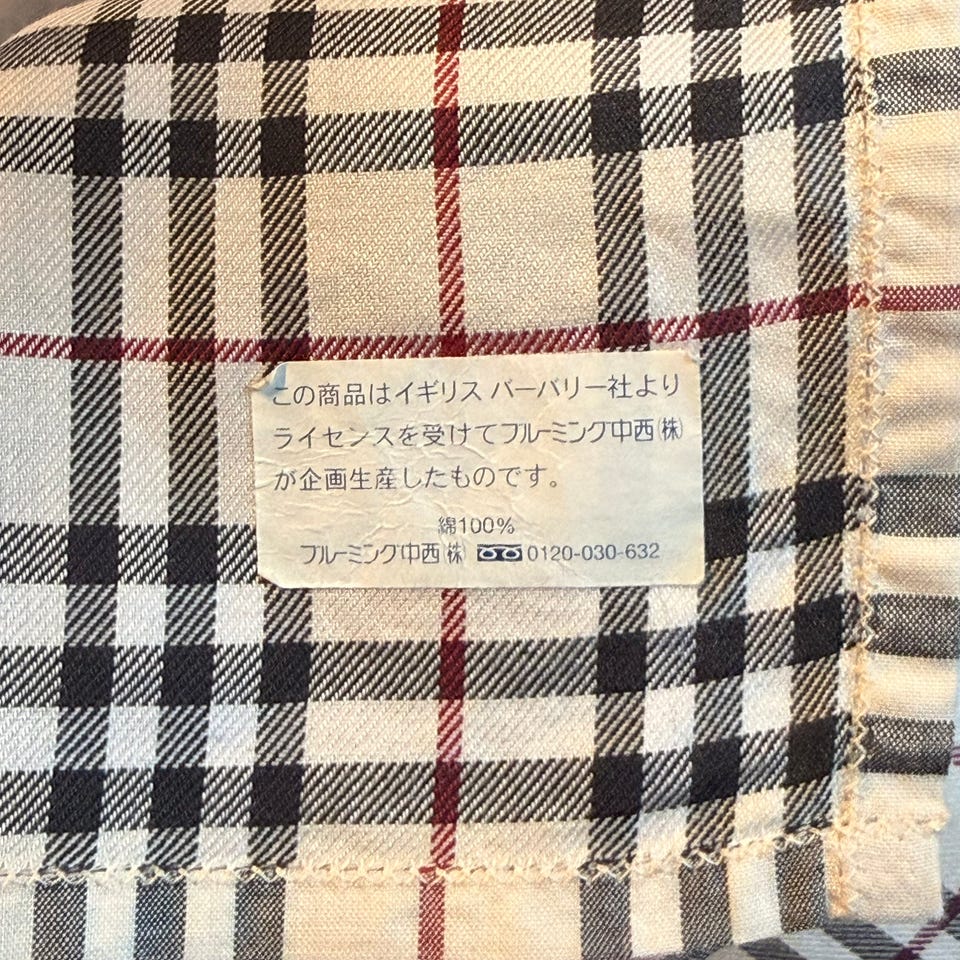 この商品はイギリス バーバリー社より
ライセンスを受けてブルーミング中西㈱
が企画生産したものです。
綿100%
ブルーミング中西㈱ 0120-030-632